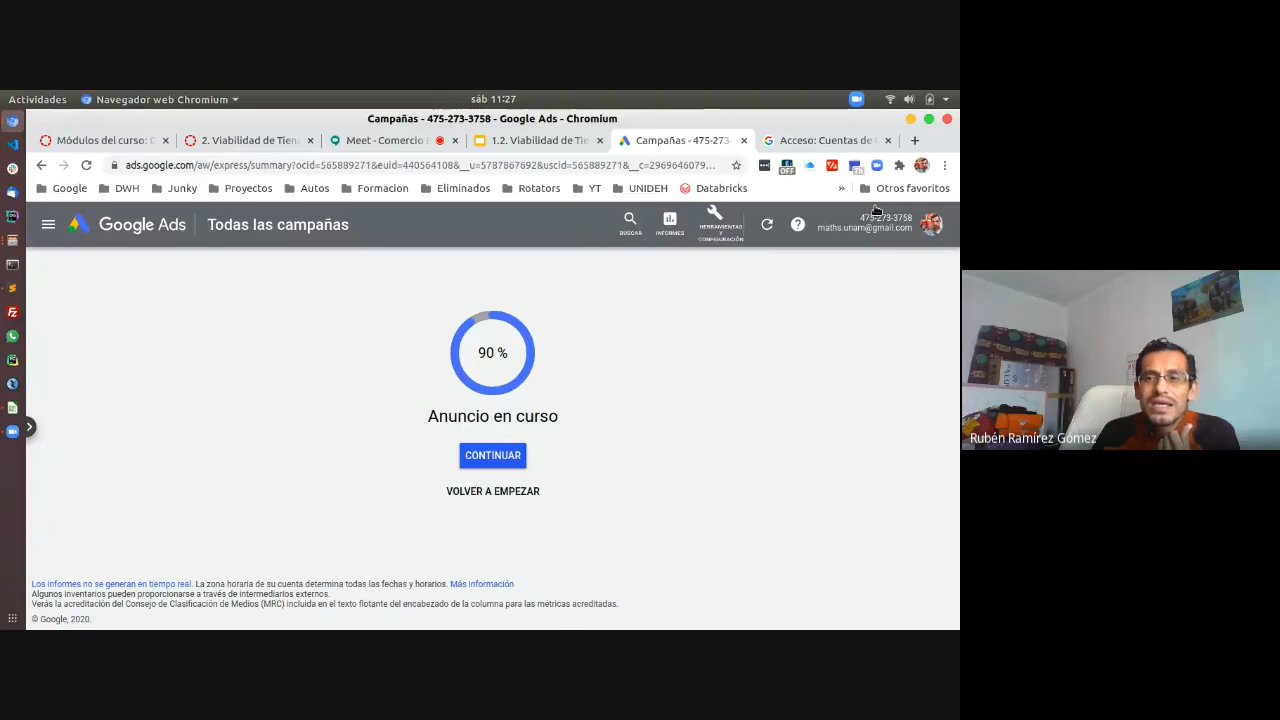 Actividades
Navegador web Chromium
sáb 11:27
Campañas - 475-273-3758 - Google Ads - Chromium
Módulos del curso: C
2. Viabilidad de Tien
Meet - Comercio
1.2. Viabilidad de Tie
Campañas - 475-273-
Acceso: Cuentas de G
ads.google.com/aw/express/summary?ocid=565889271&euid=440564108&__u=5787867692&uscid=565889271&__c=2969646079...
OFF
Google
DWH
Junky
Proyectos
Autos
Formacion
Eliminados
Rotators
YT
UNIDEH
Databricks
»
Otros favoritos
Google Ads
Todas las campañas
BUSCAR
INFORMES
HERRAMIENTAS
Y
CONFIGURACIÓN
475-273-3758
maths.unam@gmail.com
90 %
Anuncio en curso
CONTINUAR
VOLVER A EMPEZAR
Rubén Ramírez Gómez
Los informes no se generan en tiempo real. La zona horaria de su cuenta determina todas las fechas y horarios. Más información
Algunos inventarios pueden proporcionarse a través de intermediarios externos.
Verás la acreditación del Consejo de Clasificación de Medios (MRC) incluida en el texto flotante del encabezado de la columna para las métricas acreditadas.
© Google, 2020.